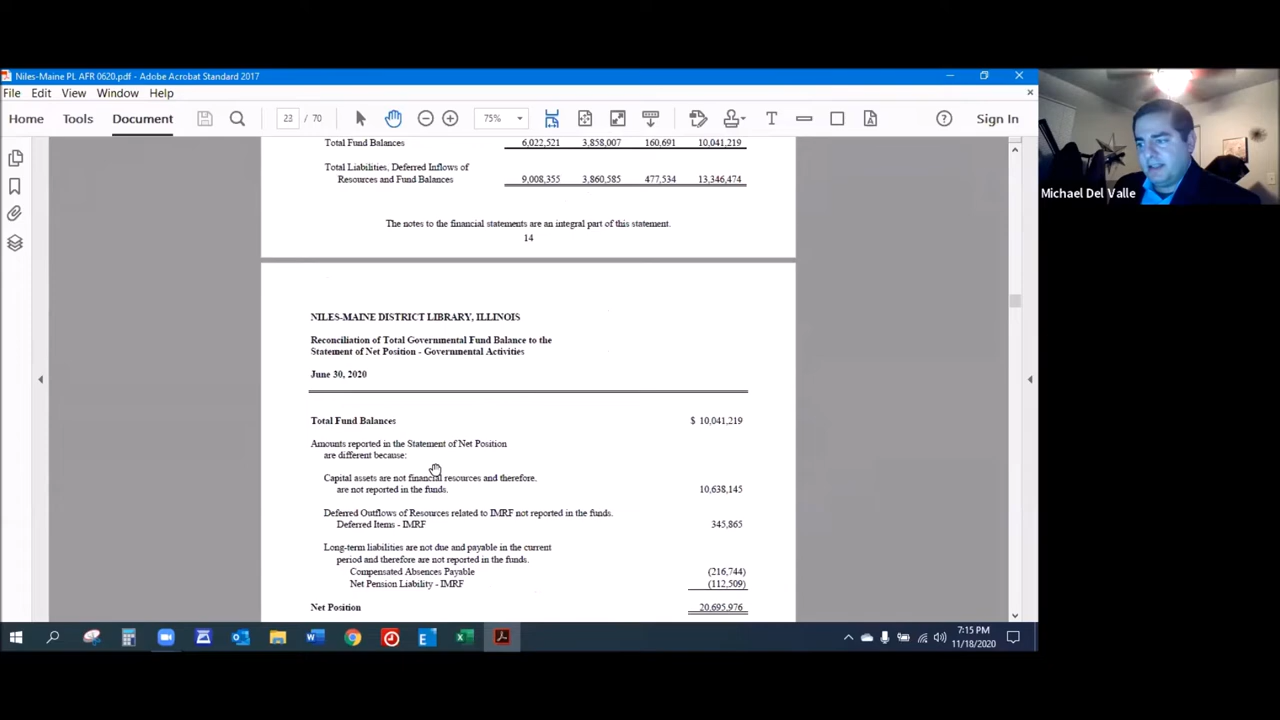 Niles-Maine PL AFR 0620.pdf - Adobe Acrobat Standard 2017
File Edit View Window Help
Home Tools Document 23 / 70 75% Sign In
Michael Del Valle
Total Fund Balances 6,022,521 3,858,007 160,691 10,041,219
Total Liabilities, Deferred Inflows of
Resources and Fund Balances 9,008,355 3,860,585 477,534 13,346,474
The notes to the financial statements are an integral part of this statement.
14
NILES-MAINE DISTRICT LIBRARY, ILLINOIS
Reconciliation of Total Governmental Fund Balance to the
Statement of Net Position - Governmental Activities
June 30, 2020
Total Fund Balances $ 10,041,219
Amounts reported in the Statement of Net Position
are different because:
Capital assets are not financial resources and therefore,
are not reported in the funds. 10,638,145
Deferred Outflows of Resources related to IMRF not reported in the funds.
Deferred Items - IMRF 345,865
Long-term liabilities are not due and payable in the current
period and therefore are not reported in the funds.
Compensated Absences Payable (216,744)
Net Pension Liability - IMRF (112,509)
Net Position 20,695,976
7:15 PM
11/18/2020